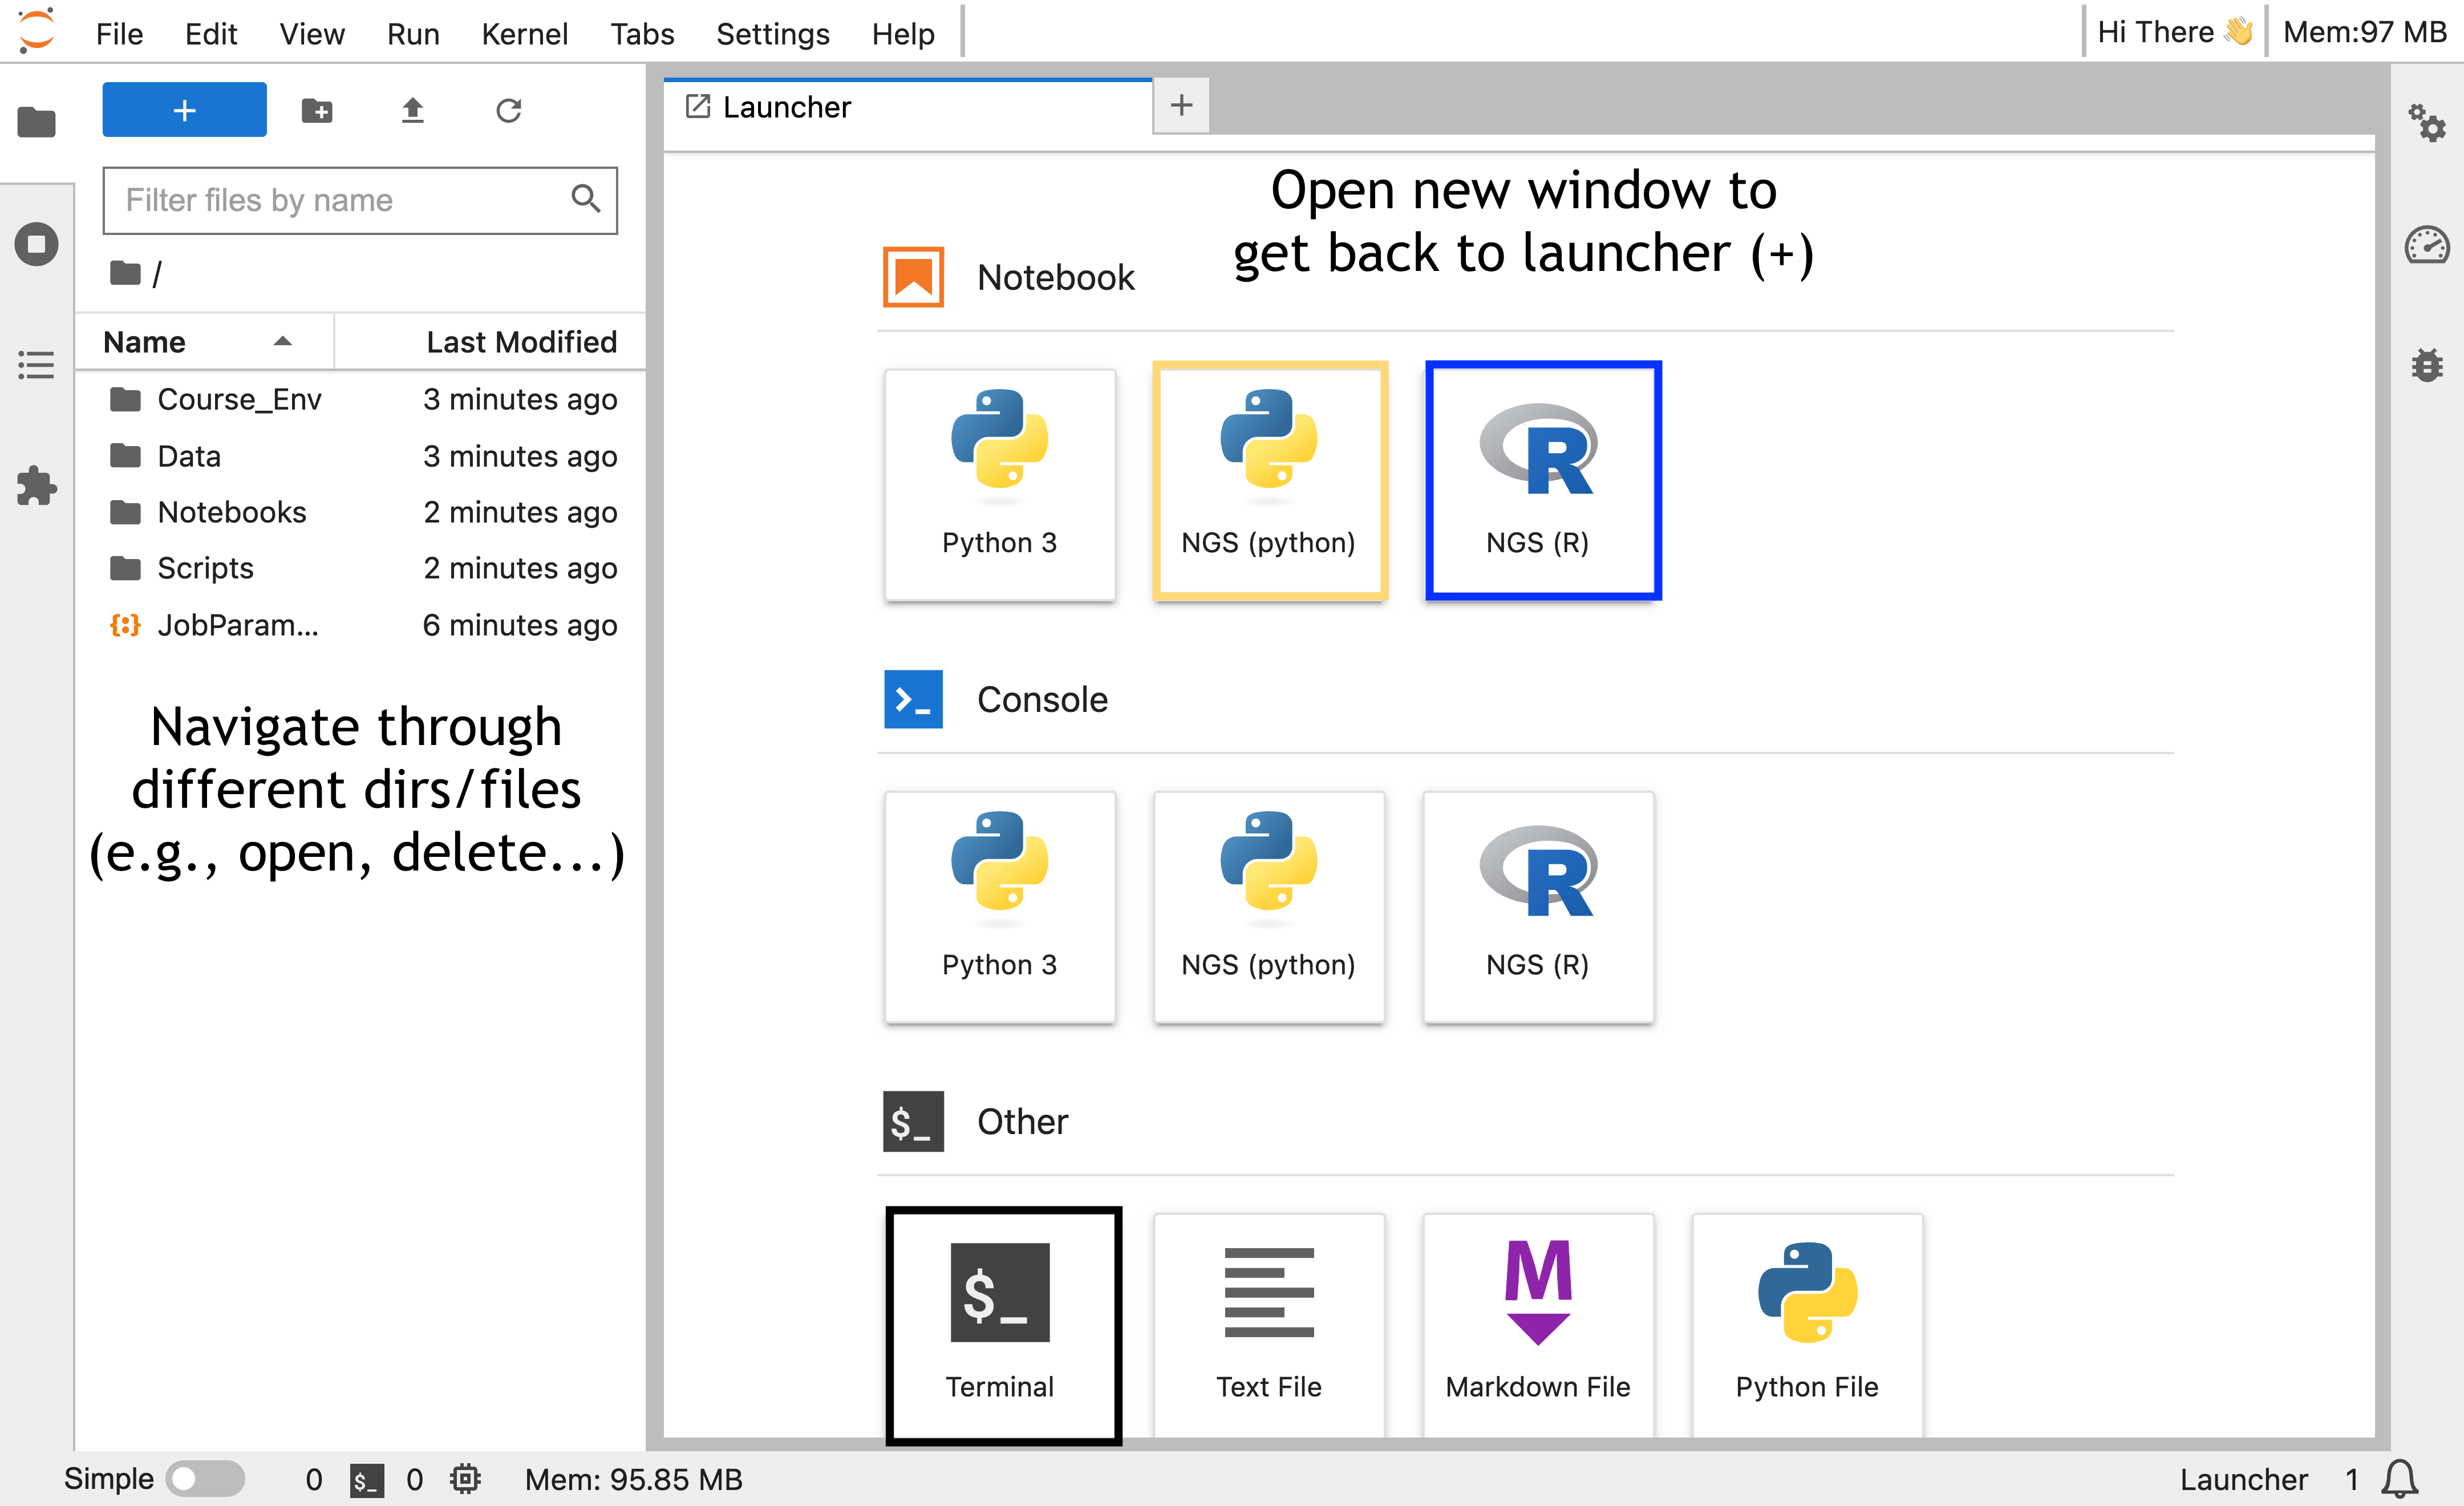 File Edit View Run Kernel Tabs Settings Help Hi There 👋 Mem:97 MB
+
Launcher +
Filter files by name
/
Name Last Modified
Course_Env 3 minutes ago
Data 3 minutes ago
Notebooks 2 minutes ago
Scripts 2 minutes ago
JobParam... 6 minutes ago
Navigate through
different dirs/files
(e.g., open, delete...)
Open new window to
get back to launcher (+)
Notebook
Python 3 NGS (python) NGS (R)
Console
Python 3 NGS (python) NGS (R)
$_ Other
$_ M
Terminal Text File Markdown File Python File
Simple 0 $_ 0 Mem: 95.85 MB Launcher 1